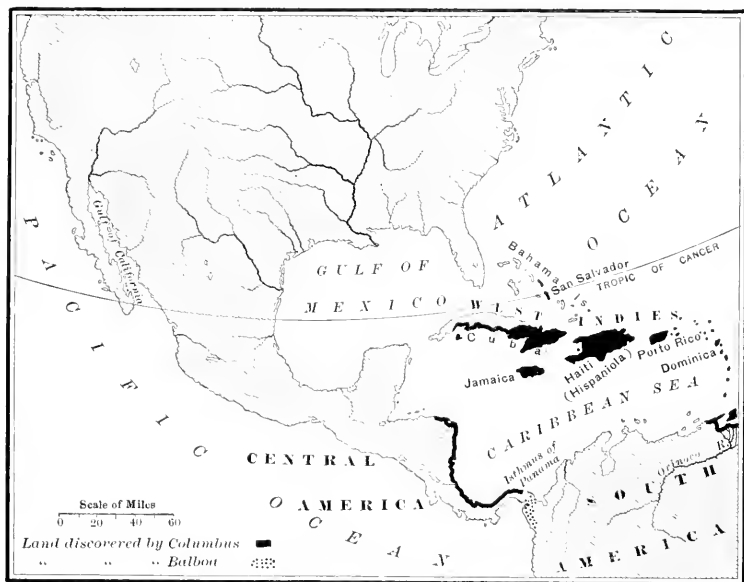 ATLANTIC
OCEAN
PACIFIC
OCEAN
Gulf of California
GULF OF
MEXICO
Bahama Is.
San Salvador
TROPIC OF CANCER
WEST INDIES
Cuba
Haiti
(Hispaniola)
Porto Rico
Dominica
Jamaica
CARIBBEAN SEA
Isthmus of
Panama
Orinoco R.
CENTRAL
AMERICA
SOUTH
AMERICA
Scale of Miles
0 20 40 60
Land discovered by Columbus
" " " Balboa